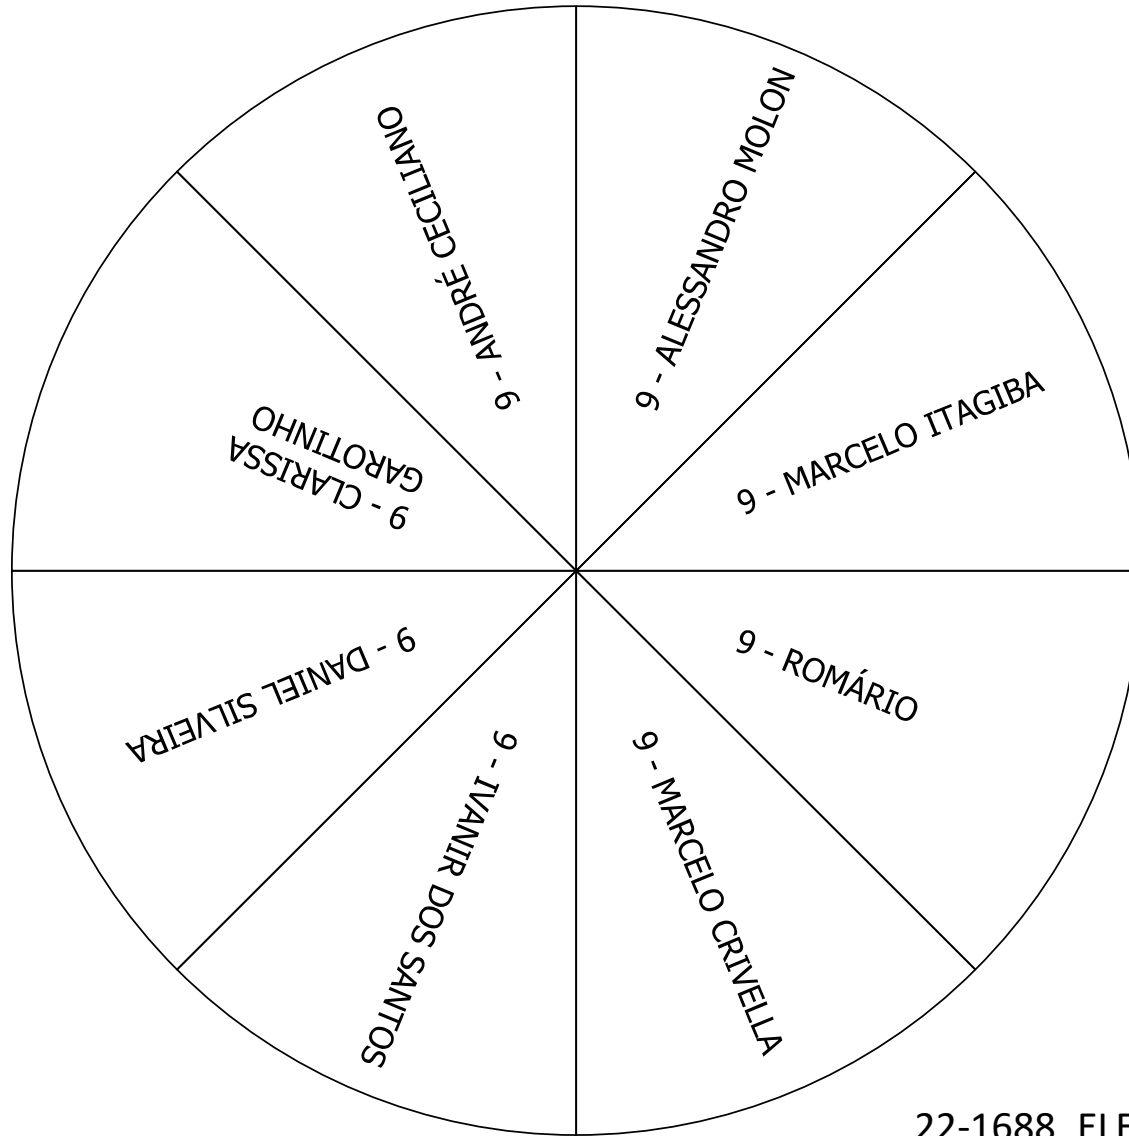 9 - ALESSANDRO MOLON
9 - MARCELO ITAGIBA
9 - ROMÁRIO
9 - MARCELO CRIVELLA
9 - IVANIR DOS SANTOS
9 - DANIEL SILVEIRA
9 - CLARISSA
GAROTINHO
9 - ANDRÉ CECILIANO
22-1688